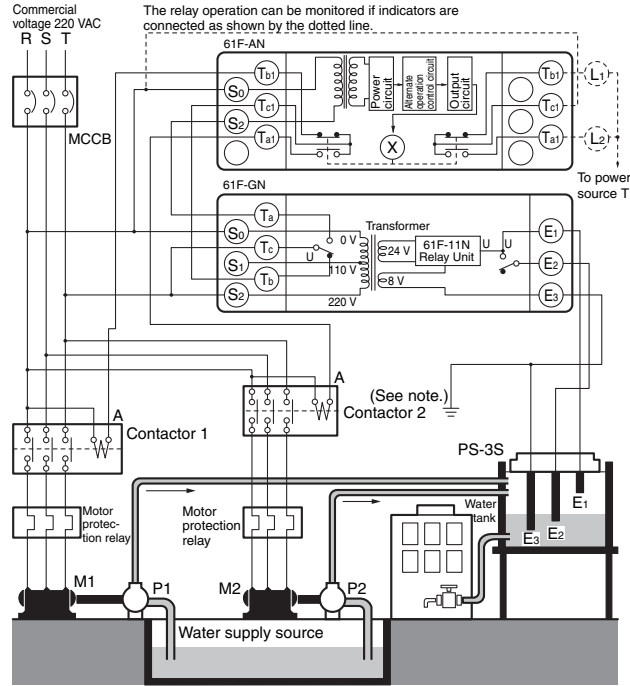 Commercial
voltage 220 VAC
R S T
The relay operation can be monitored if indicators are
connected as shown by the dotted line.
61F-AN
MCCB
S0
S2
Tb1
Tc1
Ta1
Power
circuit
Alternate
operation
control circuit
Output
circuit
X
Tb1
Tc1
Ta1
L1
L2
To power
source T
61F-GN
S0
S1
S2
Ta
Tc
Tb
U
0 V
110 V
220 V
Transformer
24 V
8 V
61F-11N
Relay Unit
U
U
E1
E2
E3
A
Contactor 1
A
Contactor 2
(See note.)
PS-3S
Motor
protec-
tion relay
Motor
protection
relay
Water
tank
E3
E2
E1
M1
P1
M2
P2
Water supply source